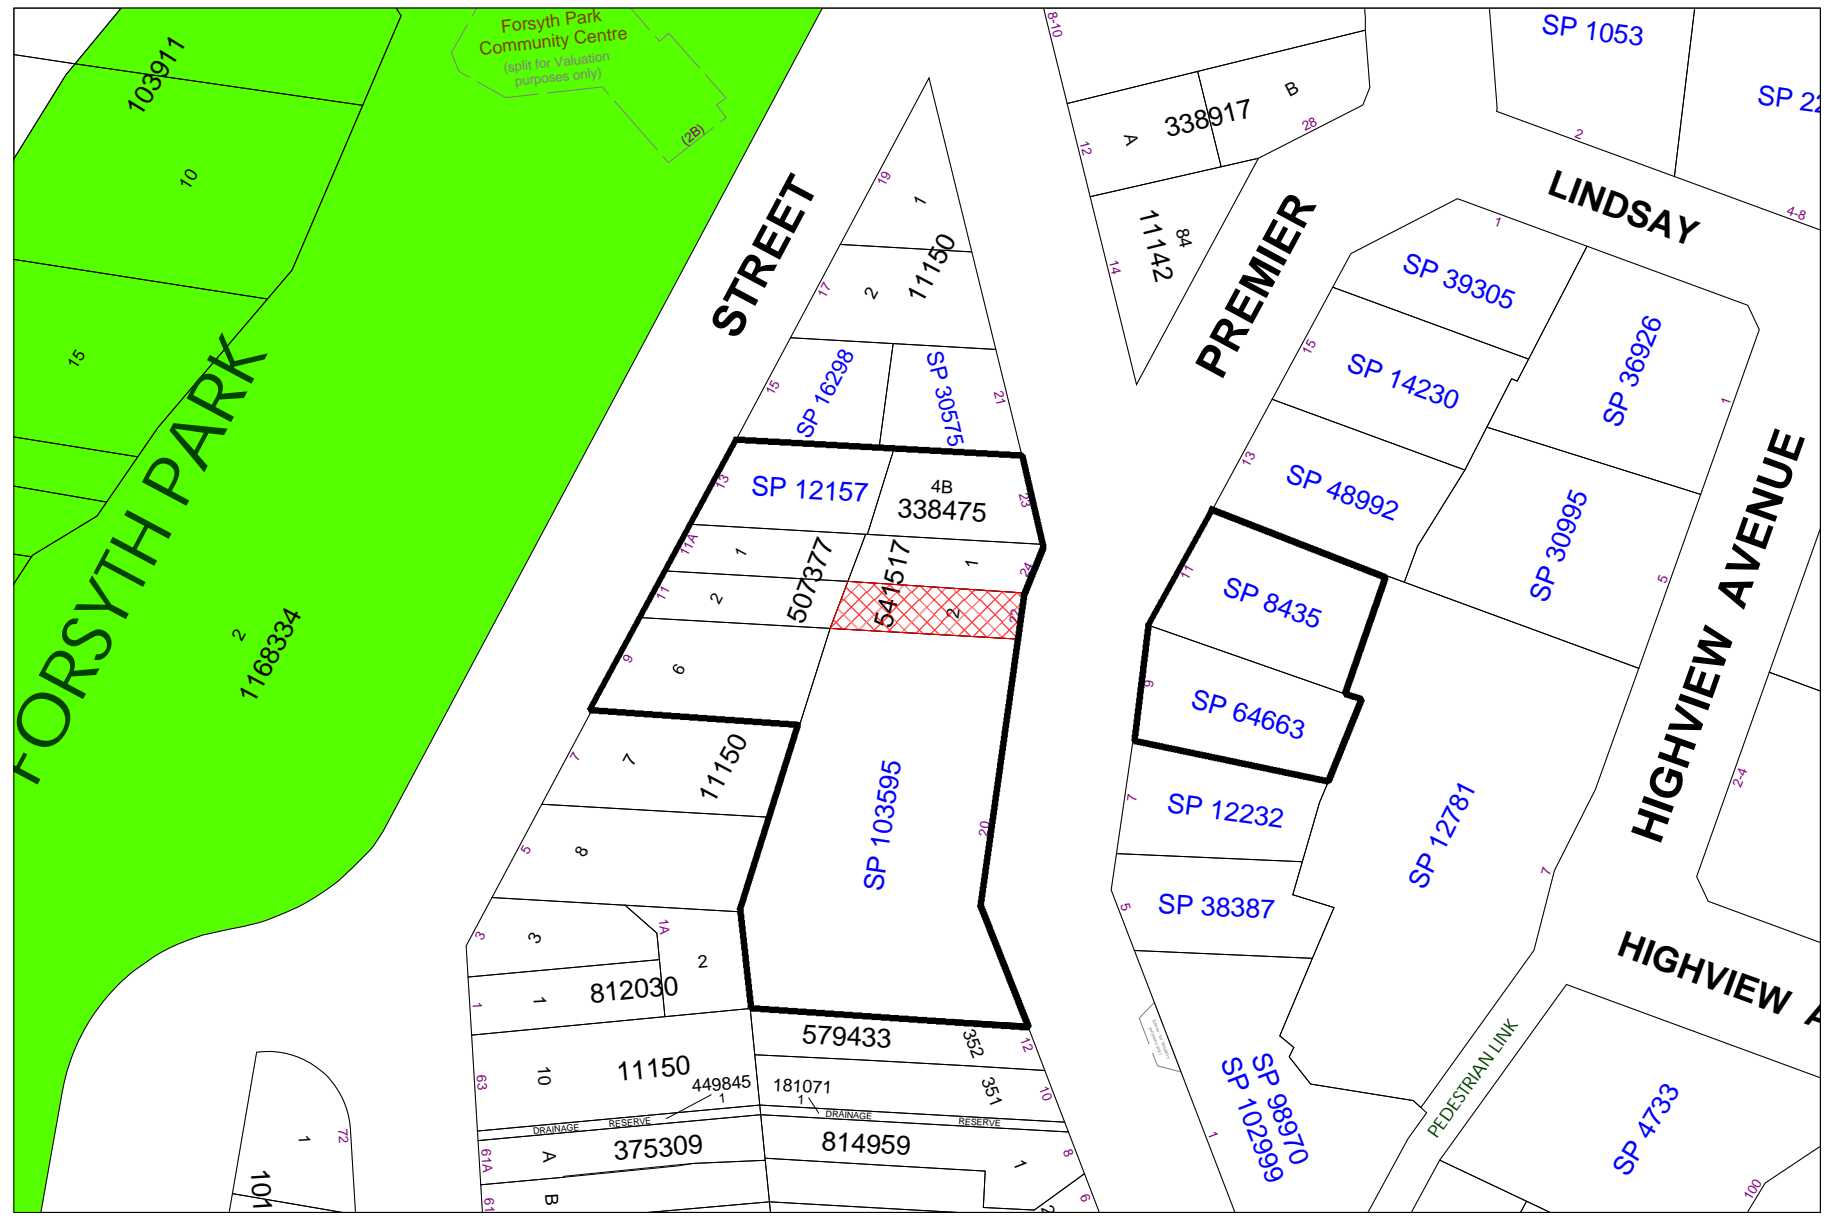 Forsyth Park
Community Centre
(split for Valuation
purposes only)
(2B)
103911
10
15
FORSYTH PARK
2
1168334
STREET
19
1
17
2
11150
15
SP 16298
SP 30575
21
13
SP 12157
4B
338475
23
11A
1
507377
541517
1
24
11
2
2
22
9
6
7
7
11150
SP 103595
20
5
8
3
3
1A
2
1
1
812030
63
10
11150
449845
1
181071
1
579433
352
12
351
10
DRAINAGE
RESERVE
DRAINAGE
RESERVE
61A
A
375309
814959
1
8
61
B
2
6
72
1
101
8-10
12
A
338917
B
28
14
84
11142
PREMIER
SP 1053
SP 22
2
LINDSAY
4-8
1
SP 39305
15
SP 14230
SP 36926
1
13
SP 48992
SP 30995
5
11
SP 8435
9
SP 64663
7
SP 12232
5
SP 38387
SP 12781
7
HIGHVIEW AVENUE
2-4
HIGHVIEW A
PEDESTRIAN LINK
1
SP 98970
SP 102999
SP 4733
100